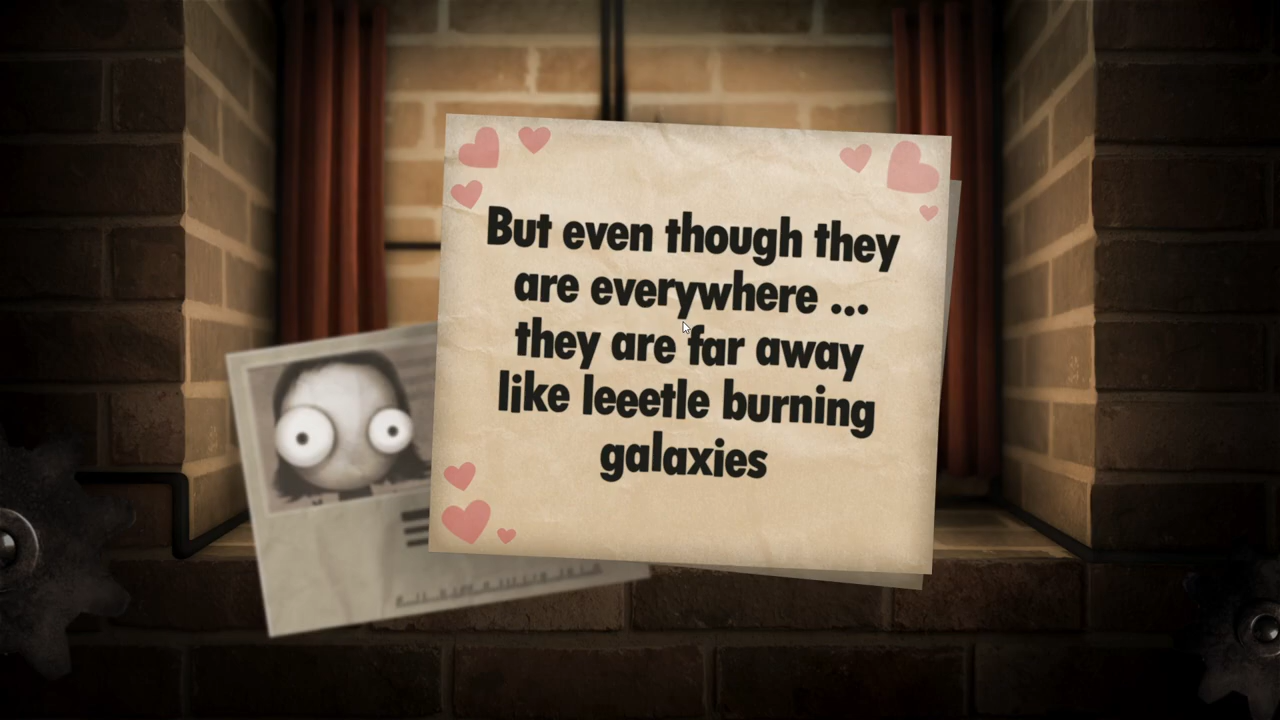 But even though they
are everywhere ...
they are far away
like leeetle burning
galaxies